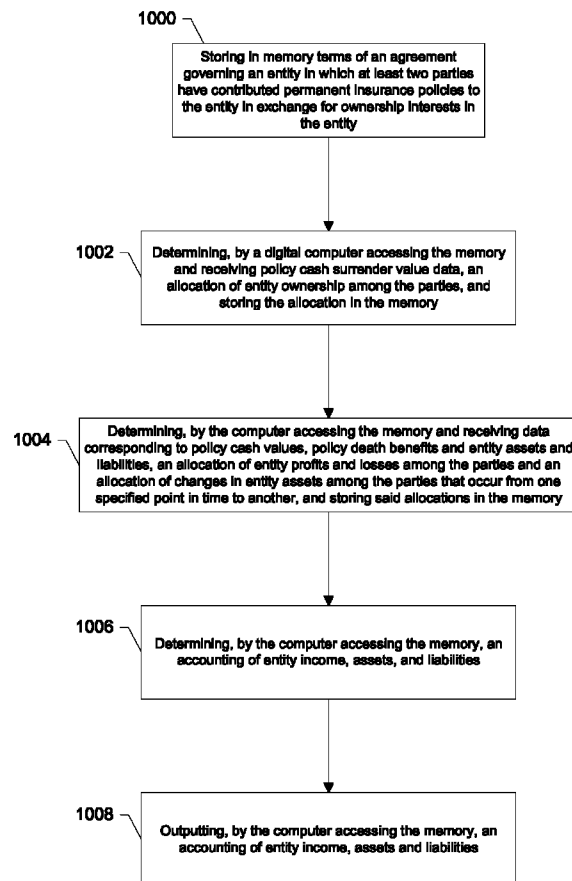 1000
Storing in memory terms of an agreement
governing an entity in which at least two parties
have contributed permanent insurance policies to
the entity in exchange for ownership interests in
the entity
1002
Determining, by a digital computer accessing the memory
and receiving policy cash surrender value data, an
allocation of entity ownership among the parties, and
storing the allocation in the memory
1004
Determining, by the computer accessing the memory and receiving data
corresponding to policy cash values, policy death benefits and entity assets and
liabilities, an allocation of entity profits and losses among the parties and an
allocation of changes in entity assets among the parties that occur from one
specified point in time to another, and storing said allocations in the memory
1006
Determining, by the computer accessing the memory, an
accounting of entity income, assets, and liabilities
1008
Outputting, by the computer accessing the memory, an
accounting of entity income, assets and liabilities